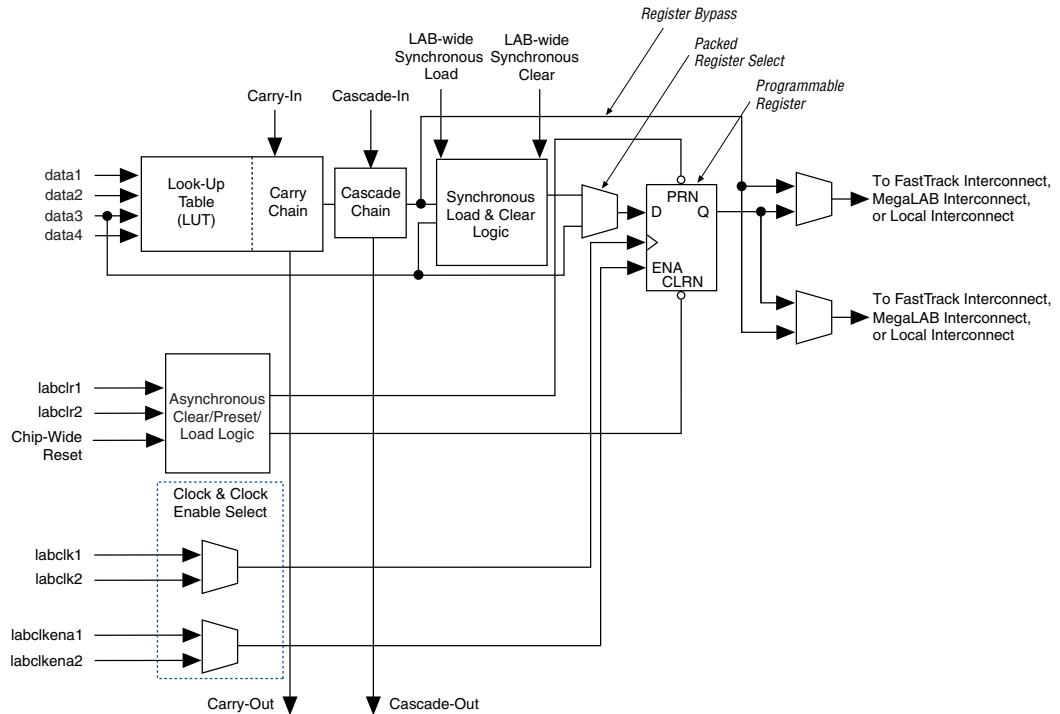 Register Bypass
LAB-wide
Synchronous
Load
LAB-wide
Synchronous
Clear
Packed
Register Select
Programmable
Register
Carry-In
Cascade-In
data1
data2
data3
data4
Look-Up
Table
(LUT)
Carry
Chain
Cascade
Chain
Synchronous
Load & Clear
Logic
PRN
D
Q
ENA
CLRN
To FastTrack Interconnect,
MegaLAB Interconnect,
or Local Interconnect
To FastTrack Interconnect,
MegaLAB Interconnect,
or Local Interconnect
labclr1
labclr2
Chip-Wide
Reset
Asynchronous
Clear/Preset/
Load Logic
Clock & Clock
Enable Select
labclk1
labclk2
labclkena1
labclkena2
Carry-Out
Cascade-Out